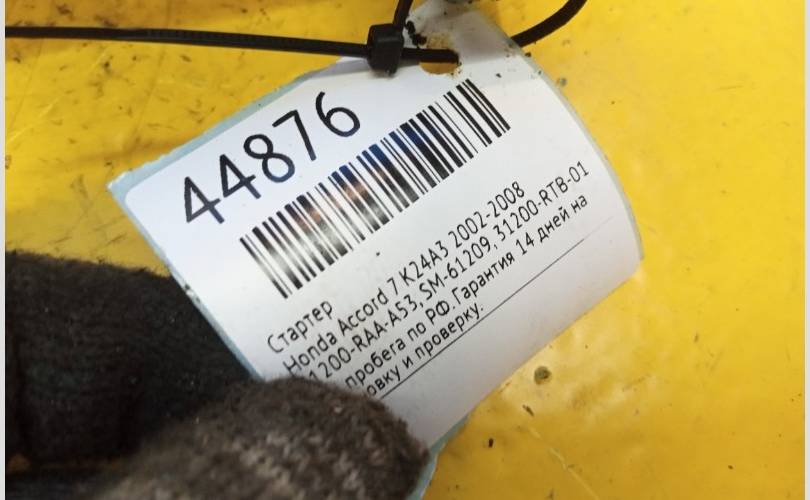 44876
Стартер
Honda Accord 7 K24A3 2002-2008
1200-RAA-A53, SM-61209, 31200-RTB-01
пробега по РФ. Гарантия 14 дней на
овку и проверку.